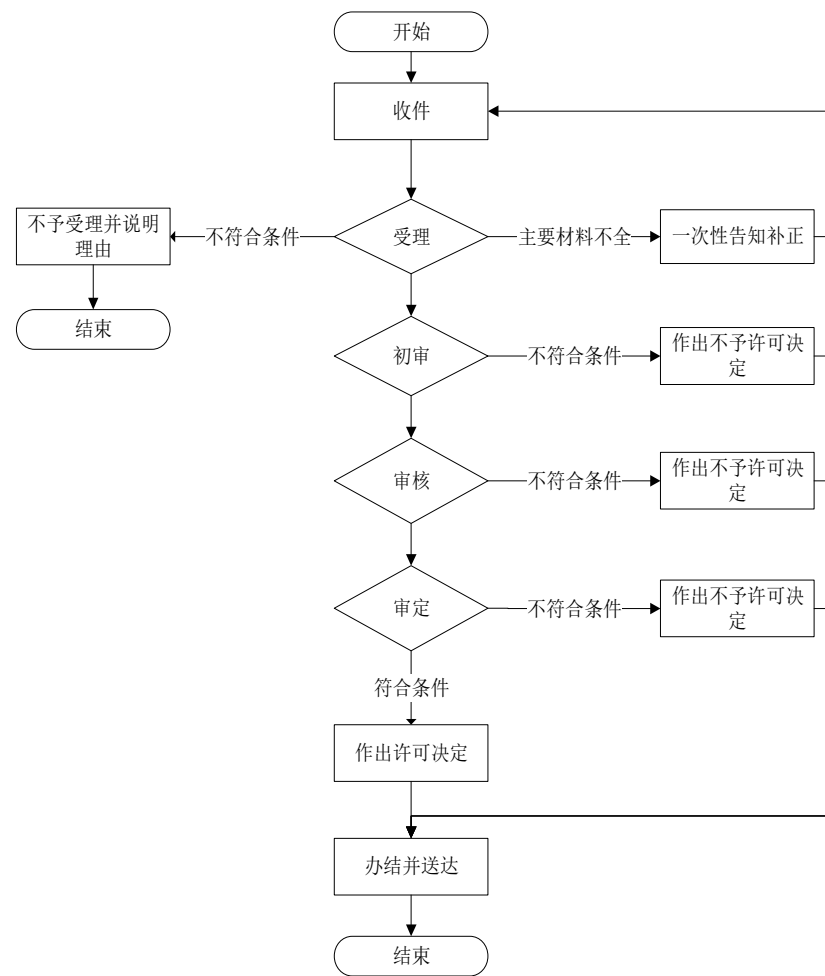 开始
收件
不予受理并说明
理由
不符合条件
受理
主要材料不全
一次性告知补正
结束
初审
不符合条件
作出不予许可决
定
审核
不符合条件
作出不予许可决
定
审定
不符合条件
作出不予许可决
定
符合条件
作出许可决定
办结并送达
结束